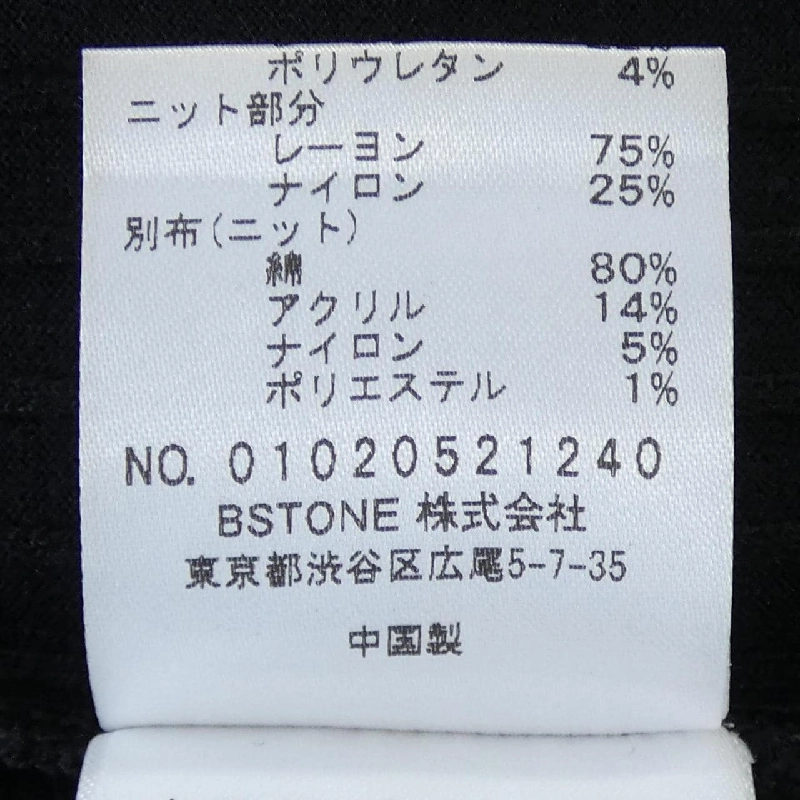 ポリウレタン 4%
ニット部分
レーヨン 75%
ナイロン 25%
別布(ニット)
綿 80%
アクリル 14%
ナイロン 5%
ポリエステル 1%
NO. 01020521240
BSTONE 株式会社
東京都渋谷区広尾5-7-35
中国製